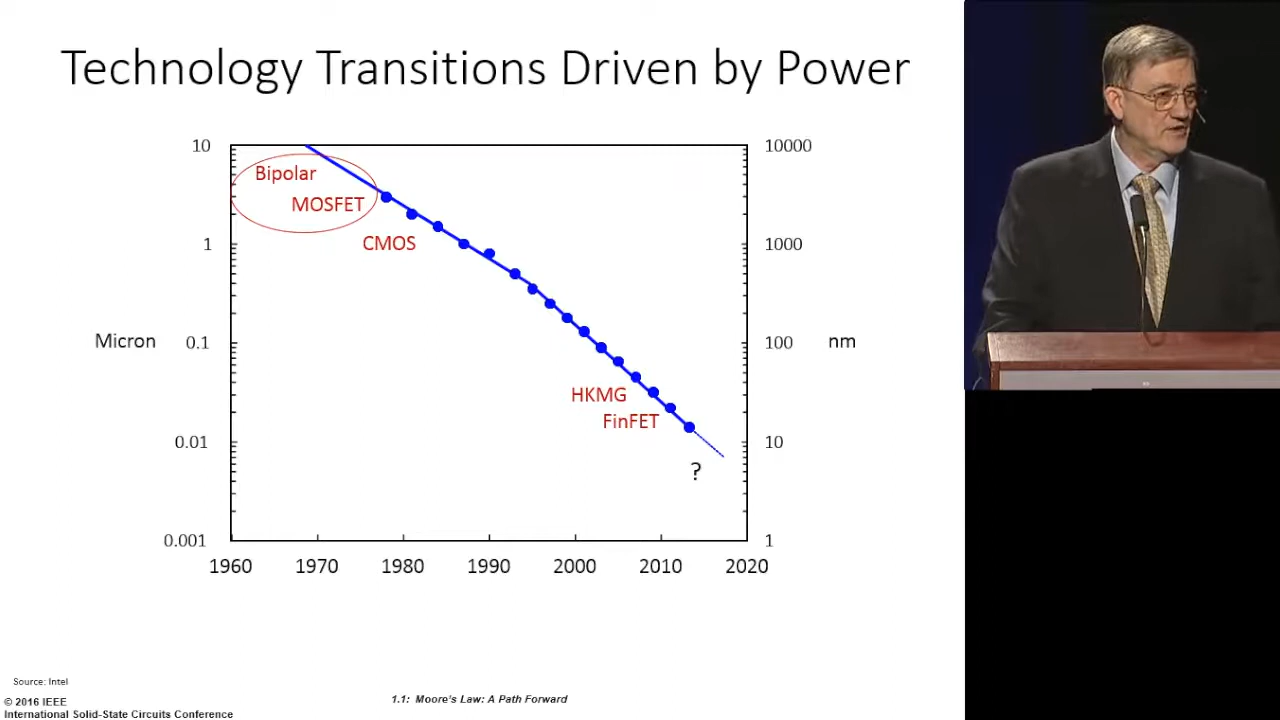 Technology Transitions Driven by Power
10
10000
Bipolar
MOSFET
1
CMOS
1000
Micron
0.1
100
nm
HKMG
FinFET
0.01
10
?
0.001
1
1960
1970
1980
1990
2000
2010
2020
Source: Intel
© 2016 IEEE
International Solid-State Circuits Conference
1.1: Moore's Law: A Path Forward